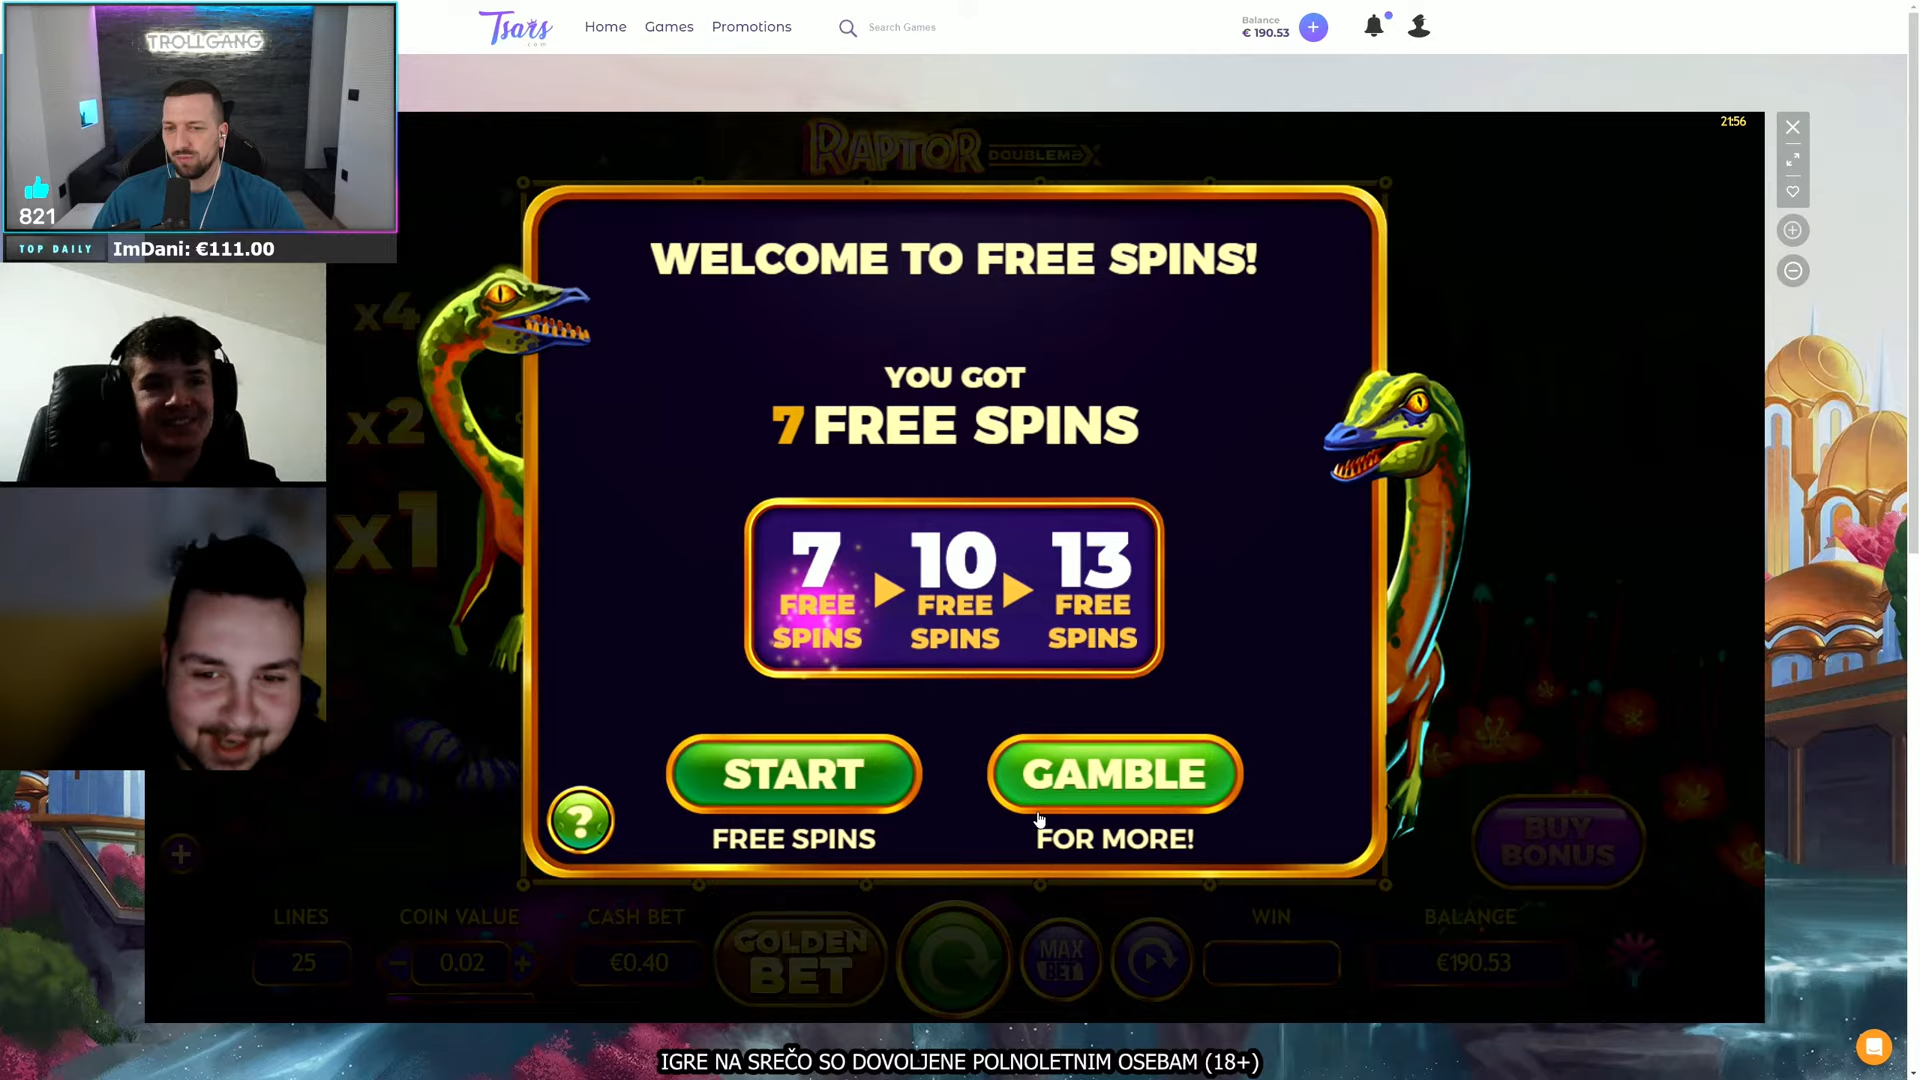 TROLLGANG
Tsars
.com
Home
Games
Promotions
Search Games
Balance
€ 190.53
821
TOP DAILY
ImDani: €111.00
21:56
RAPTOR
DOUBLEMAX
WELCOME TO FREE SPINS!
YOU GOT
7 FREE SPINS
x4
x2
x1
7
FREE
SPINS
10
FREE
SPINS
13
FREE
SPINS
START
FREE SPINS
GAMBLE
FOR MORE!
?
BUY
BONUS
LINES
25
COIN VALUE
0.02
CASH BET
€0.40
GOLDEN
BET
MAX
BET
WIN
BALANCE
€190.53
IGRE NA SREČO SO DOVOLJENE POLNOLETNIM OSEBAM (18+)